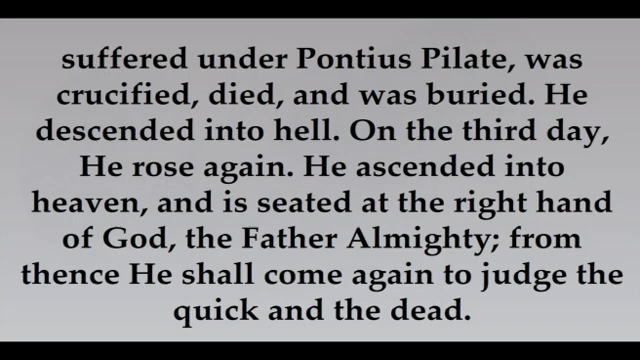 suffered under Pontius Pilate, was
crucified, died, and was buried. He
descended into hell. On the third day,
He rose again. He ascended into
heaven, and is seated at the right hand
of God, the Father Almighty; from
thence He shall come again to judge the
quick and the dead.